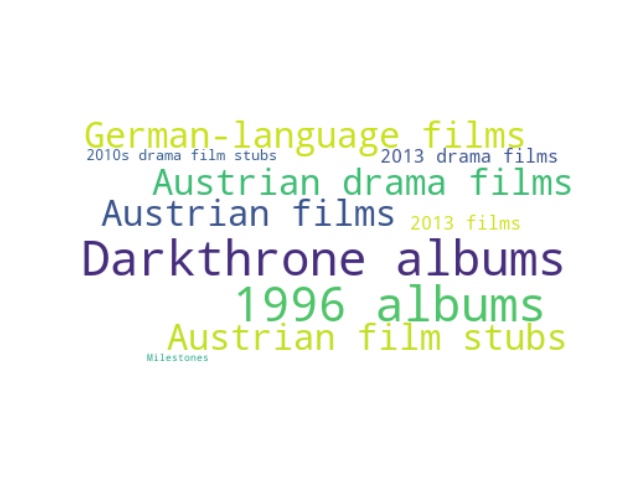 German-language films
2010s drama film stubs
2013 drama films
Austrian drama films
Austrian films
2013 films
Darkthrone albums
1996 albums
Austrian film stubs
Milestones